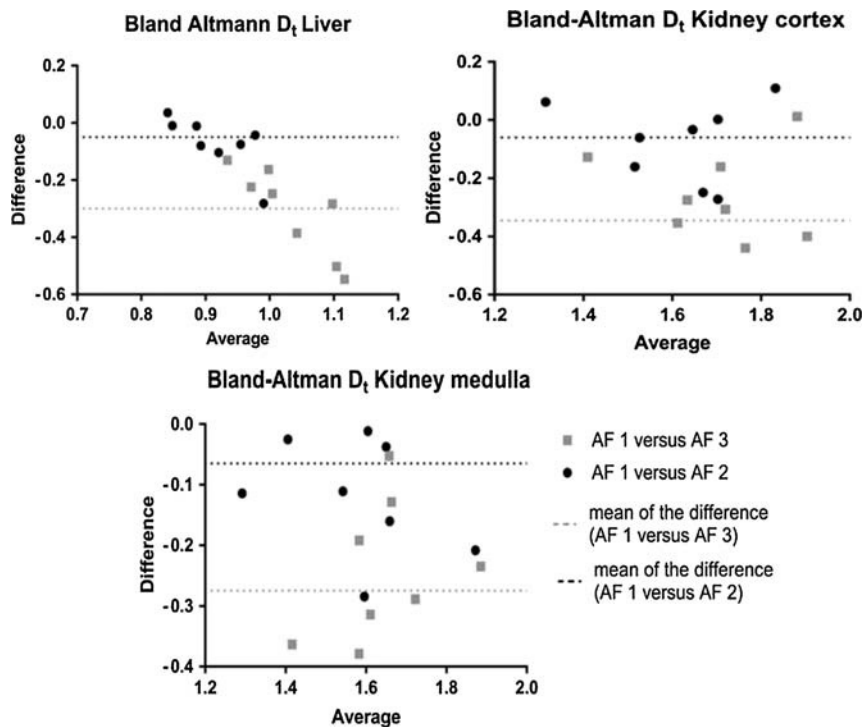 Bland Altmann Dt Liver
0.2
0.0
-0.2
-0.4
-0.6
0.7 0.8 0.9 1.0 1.1 1.2
Difference
Average
Bland-Altman Dt Kidney cortex
0.2
0.0
-0.2
-0.4
-0.6
1.2 1.4 1.6 1.8 2.0
Difference
Average
Bland-Altman Dt Kidney medulla
0.0
-0.1
-0.2
-0.3
-0.4
1.2 1.4 1.6 1.8 2.0
Difference
Average
AF 1 versus AF 3
AF 1 versus AF 2
mean of the difference
(AF 1 versus AF 3)
mean of the difference
(AF 1 versus AF 2)